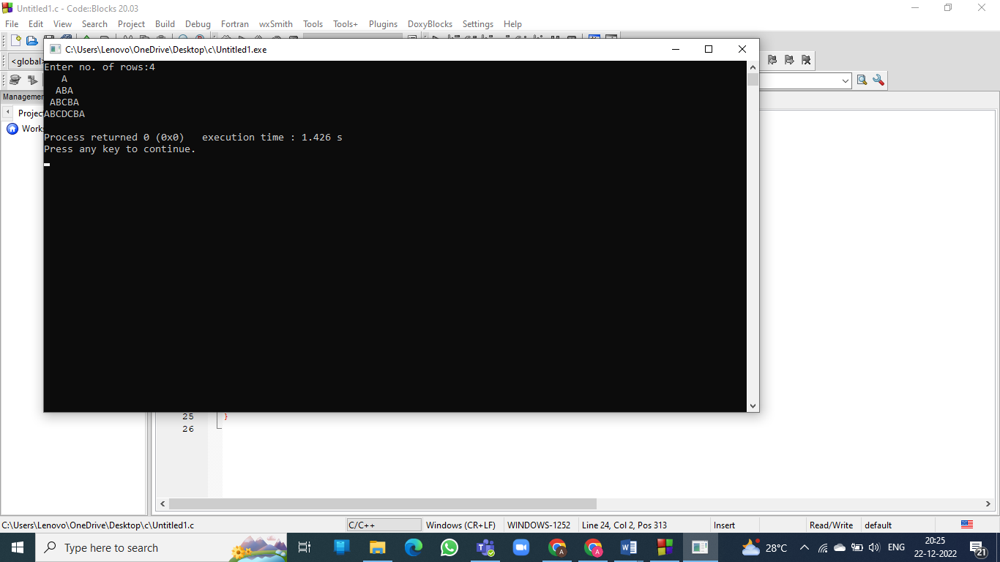 Untitled1.c - Code::Blocks 20.03
File Edit View Search Project Build Debug Fortran wxSmith Tools Tools+ Plugins DoxyBlocks Settings Help
C:\Users\Lenovo\OneDrive\Desktop\c\Untitled1.exe
<global>
Enter no. of rows:4
   A
  ABA
 ABCBA
ABCDCBA
Process returned 0 (0x0)   execution time : 1.426 s
Press any key to continue.
Managemen
Projec
Works
25 }
26
C:\Users\Lenovo\OneDrive\Desktop\c\Untitled1.c C/C++ Windows (CR+LF) WINDOWS-1252 Line 24, Col 2, Pos 313 Insert Read/Write default
Type here to search 28°C ENG 20:25
22-12-2022 21